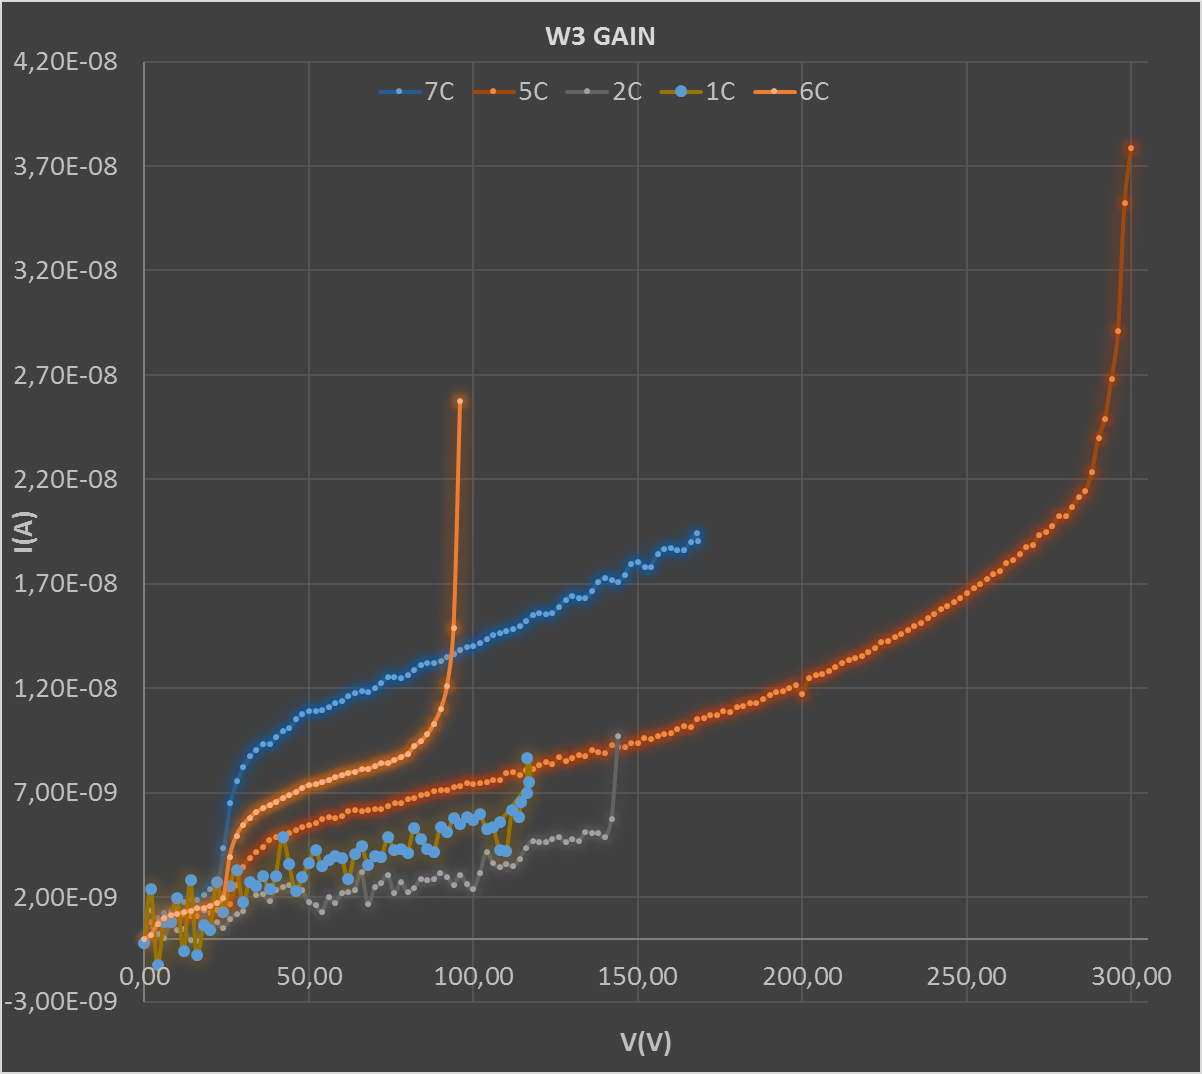 W3 GAIN
7C 5C 2C 1C 6C
4,20E-08
3,70E-08
3,20E-08
2,70E-08
2,20E-08
1,70E-08
1,20E-08
7,00E-09
2,00E-09
-3,00E-09
I(A)
0,00 50,00 100,00 150,00 200,00 250,00 300,00
V(V)